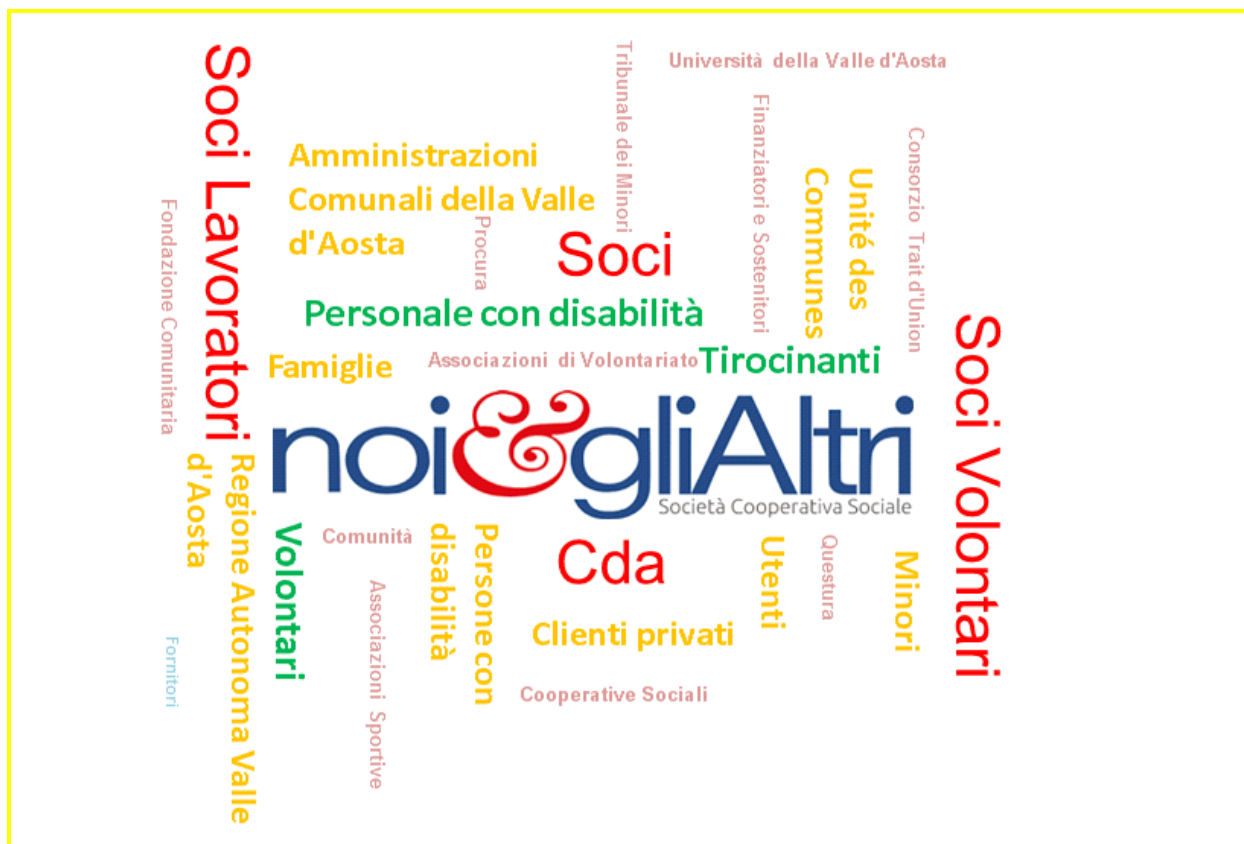 Soci Lavoratori
Tribunale dei Minori
Università della Valle d'Aosta
Finanziatori e Sostenitori
Consorzio Trait d'Union
Amministrazioni
Comunali della Valle
d'Aosta
Unité des
Communes
Fondazione Comunitaria
Procura
Soci
Personale con disabilità
Soci Volontari
Famiglie
Associazioni di Volontariato
Tirocinanti
noi&gliAltri
Società Cooperativa Sociale
Regione Autonoma Valle
d'Aosta
Volontari
Comunità
Persone con
disabilità
Cda
Utenti
Questura
Minori
Associazioni Sportive
Clienti privati
Fornitori
Cooperative Sociali